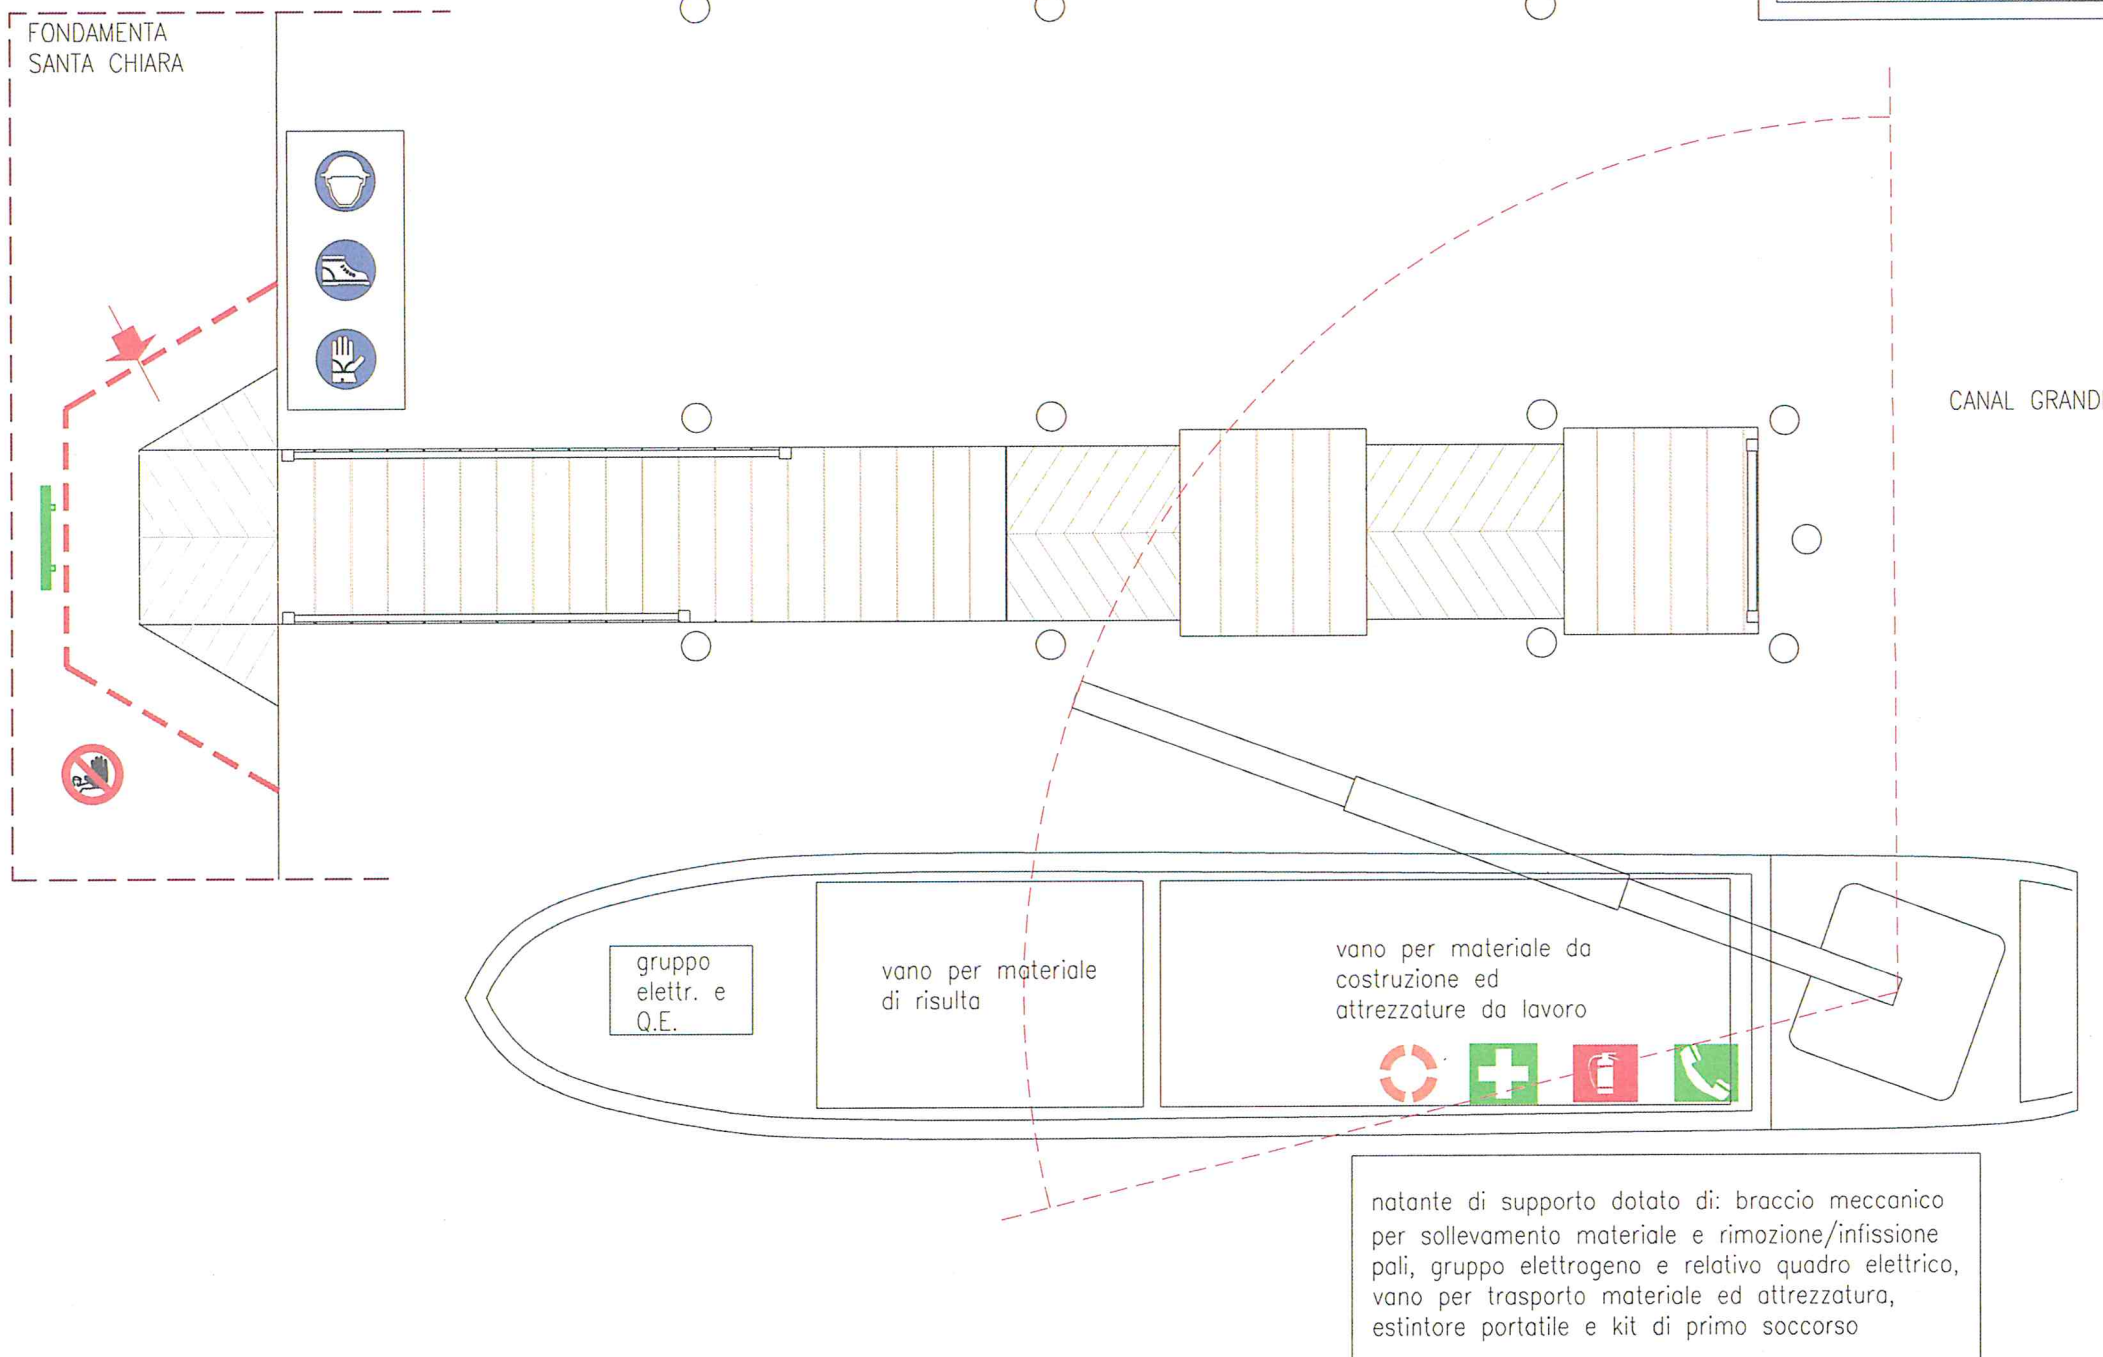 FONDAMENTA
SANTA CHIARA
CANAL GRAND
gruppo
elettr. e
Q.E.
vano per materiale
di risulta
vano per materiale da
costruzione ed
attrezzature da lavoro
natante di supporto dotato di: braccio meccanico
per sollevamento materiale e rimozione/infissione
pali, gruppo elettrogeno e relativo quadro elettrico,
vano per trasporto materiale ed attrezzatura,
estintore portatile e kit di primo soccorso